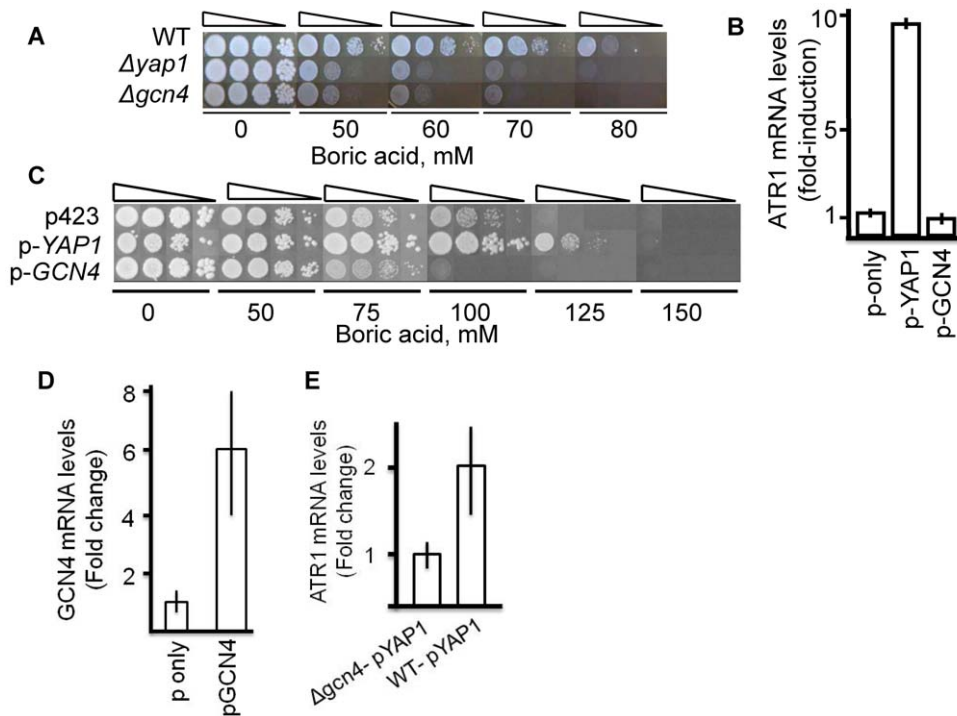 A
WT
Δyap1
Δgcn4
0 50 60 70 80
Boric acid, mM
B
ATR1 mRNA levels
(fold-induction)
10
5
1
p-only
p-YAP1
p-GCN4
C
p423
p-YAP1
p-GCN4
0 50 75 100 125 150
Boric acid, mM
D
GCN4 mRNA levels
(Fold change)
8
6
4
2
p only
pGCN4
E
ATR1 mRNA levels
(Fold change)
2
1
Δgcn4- pYAP1
WT- pYAP1